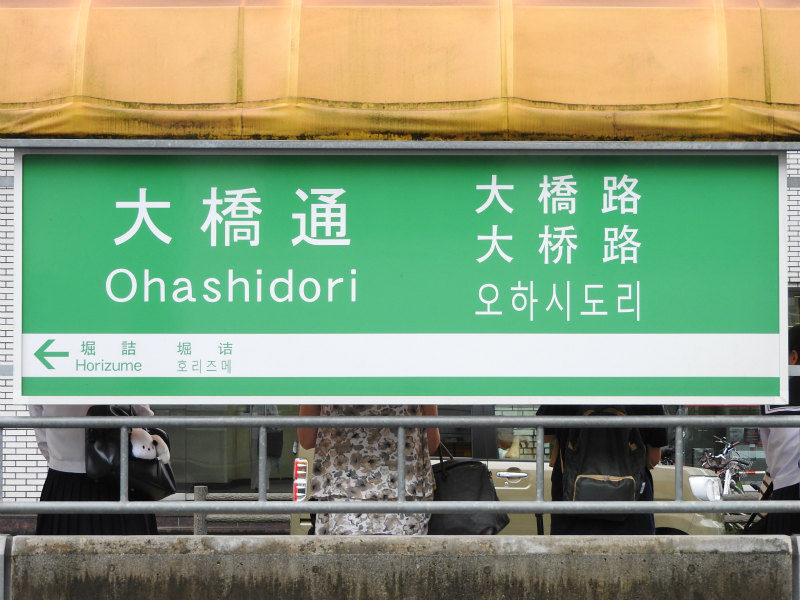 大橋通
Ohashidori
大橋路
大桥路
오하시도리
堀詰
Horizume
堀诘
호리즈메